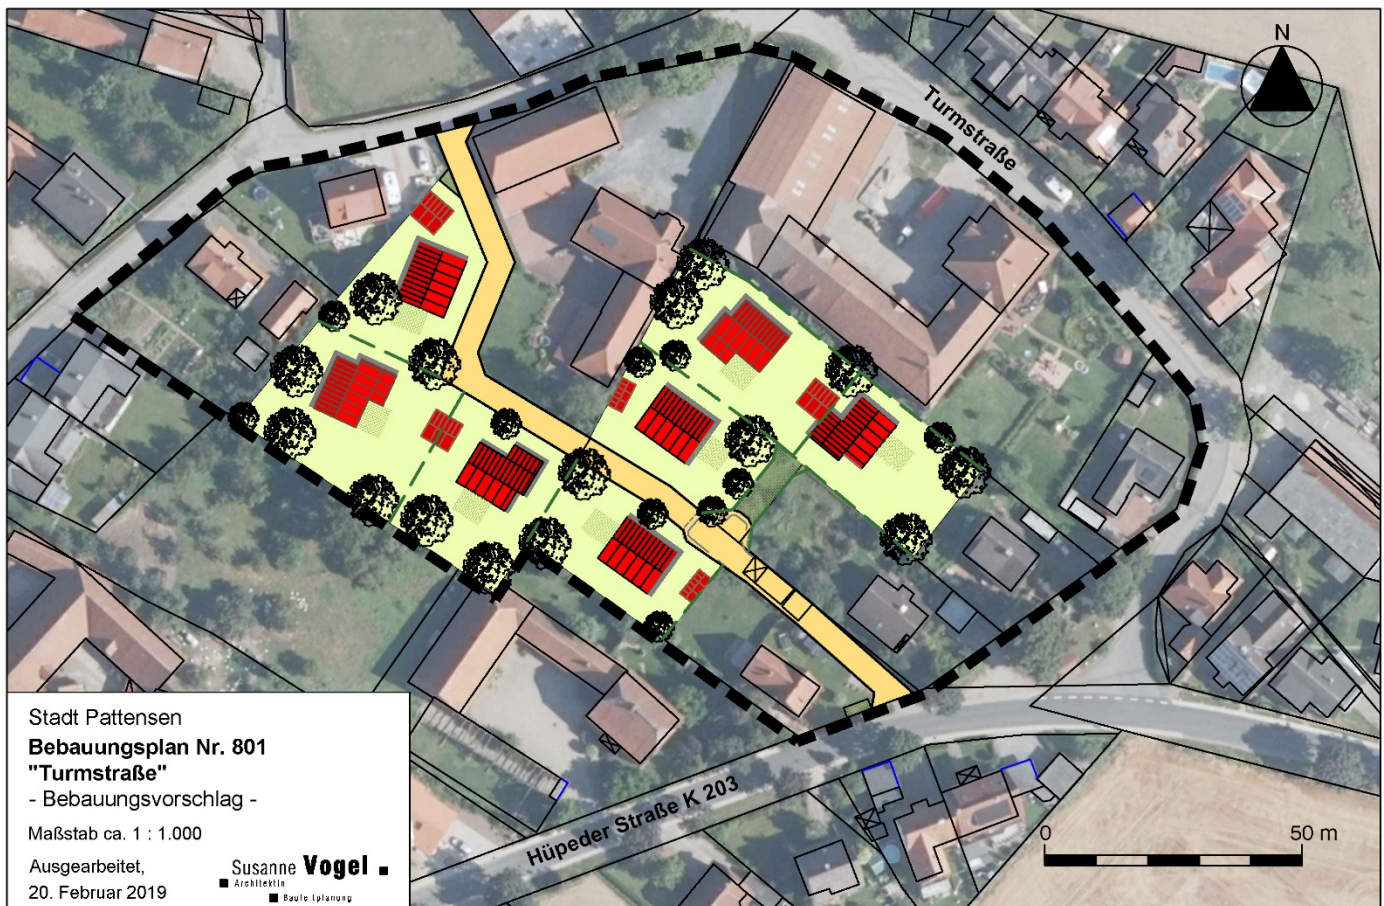 N
Turmstraße
Hüpeder Straße K 203
0 50 m
Stadt Pattensen
Bebauungsplan Nr. 801
"Turmstraße"
- Bebauungsvorschlag -
Maßstab ca. 1 : 1.000
Ausgearbeitet,
20. Februar 2019
Susanne Vogel
Architektin